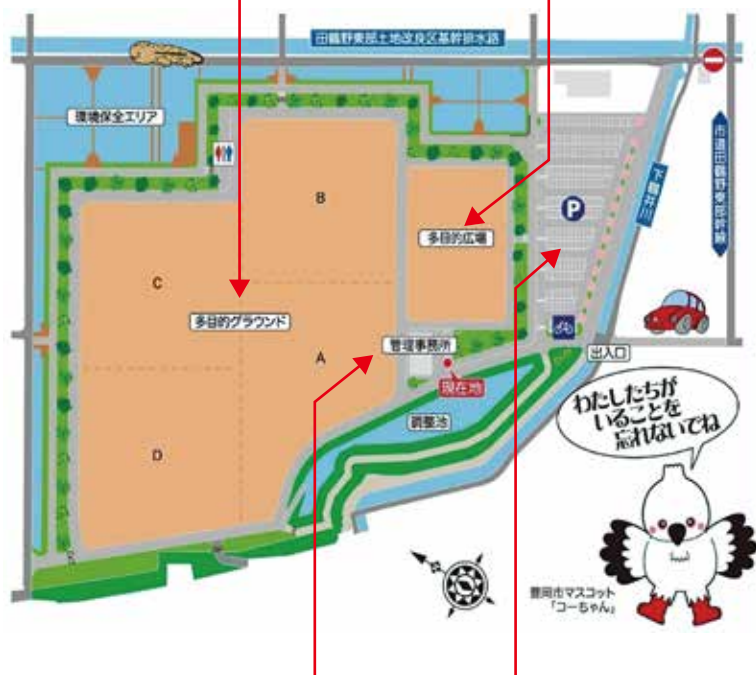 田鶴野東部土地改良区基幹排水路
環境保全エリア
B
多目的広場
P
下鶴井川
市道田鶴野東部幹線
C
多目的グラウンド
A
管理事務所
現在地
出入口
調整池
D
わたしたちが
いることを
忘れないでね
豊岡市マスコット
「コーちゃん」